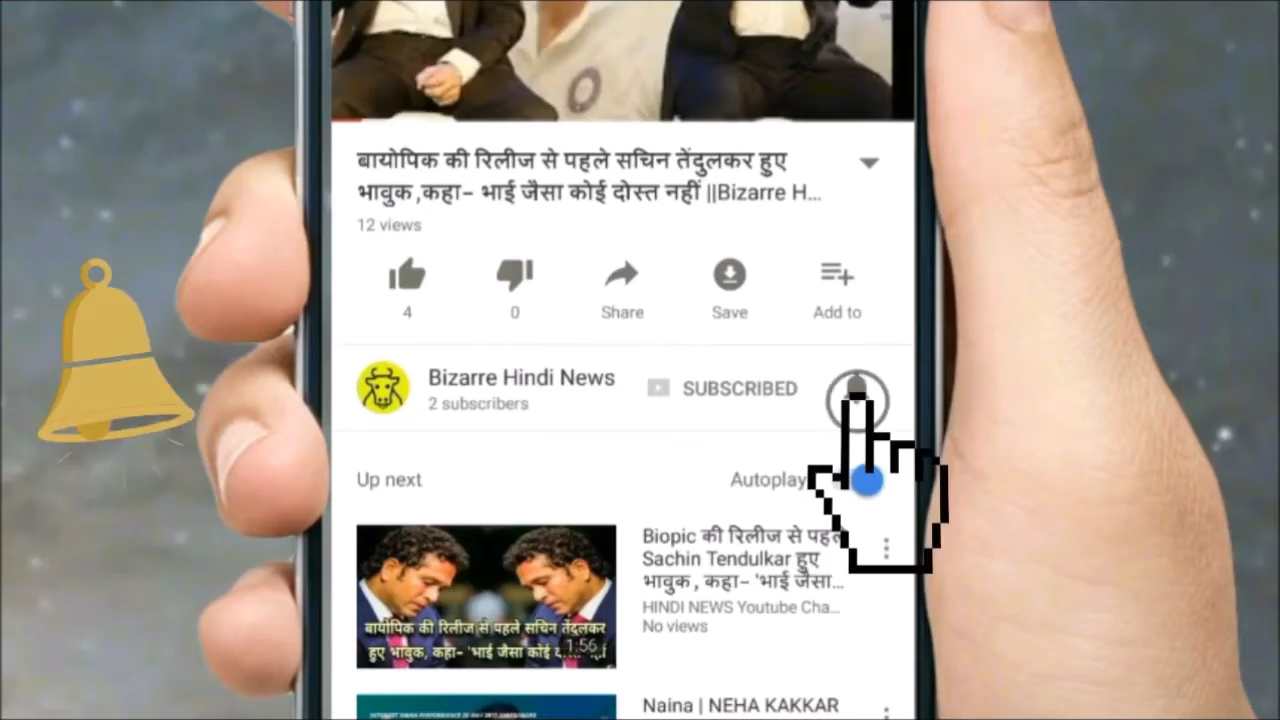 बायोपिक की रिलीज से पहले सचिन तेंदुलकर हुए
भावुक,कहा– भाई जैसा कोई दोस्त नहीं ||Bizarre H...
12 views
4
0
Share
Save
Add to
Bizarre Hindi News
2 subscribers
SUBSCRIBED
Up next
Autoplay
Biopic की रिलीज से पहले
Sachin Tendulkar हुए
भावुक, कहा– 'भाई जैसा...
HINDI NEWS Youtube Cha...
No views
बायोपिक की रिलीज से पहले सचिन तेंदुलकर
हुए भावुक, कहा– 'भाई जैसा कोई
1:56
Naina | NEHA KAKKAR